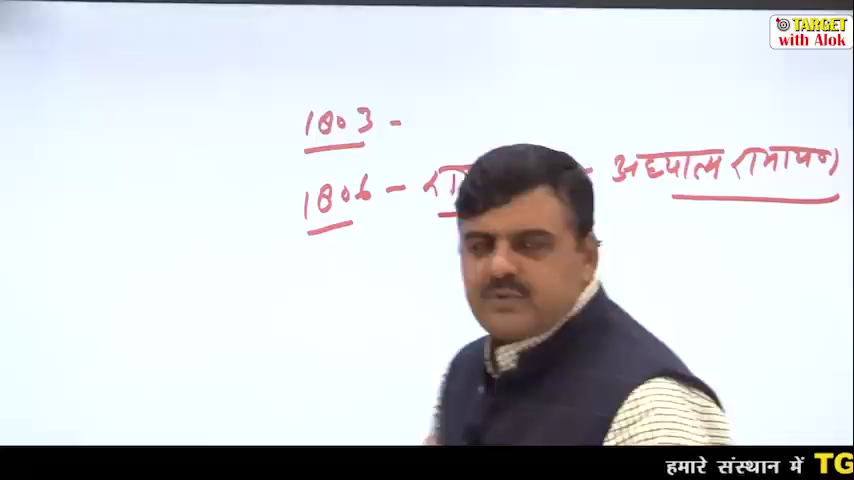 TARGET
with Alok
1803 -
1806 - रा - अध्यात्म रामायण
हमारे संस्थान में TG